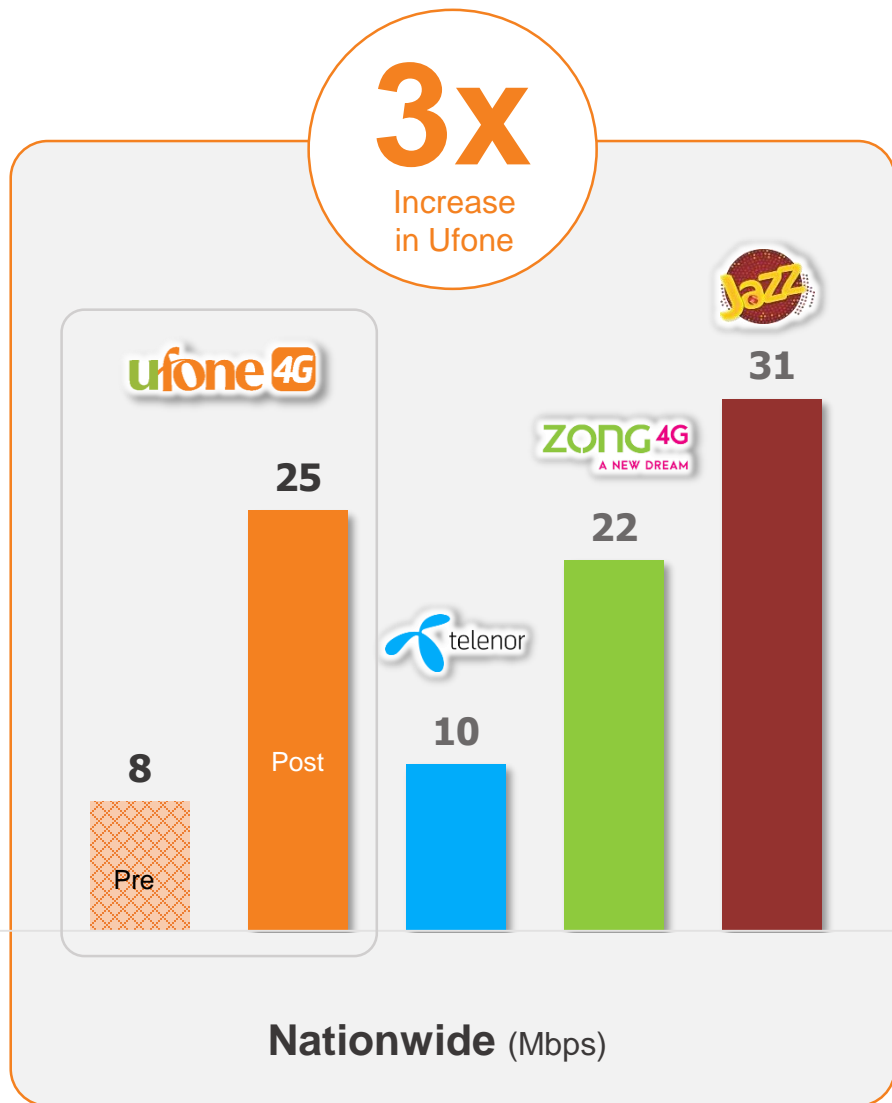 3x
Increase
in Ufone
Jazz
31
ufone 4G
ZONG 4G
A NEW DREAM
25
22
telenor
10
8
Post
Pre
Nationwide (Mbps)